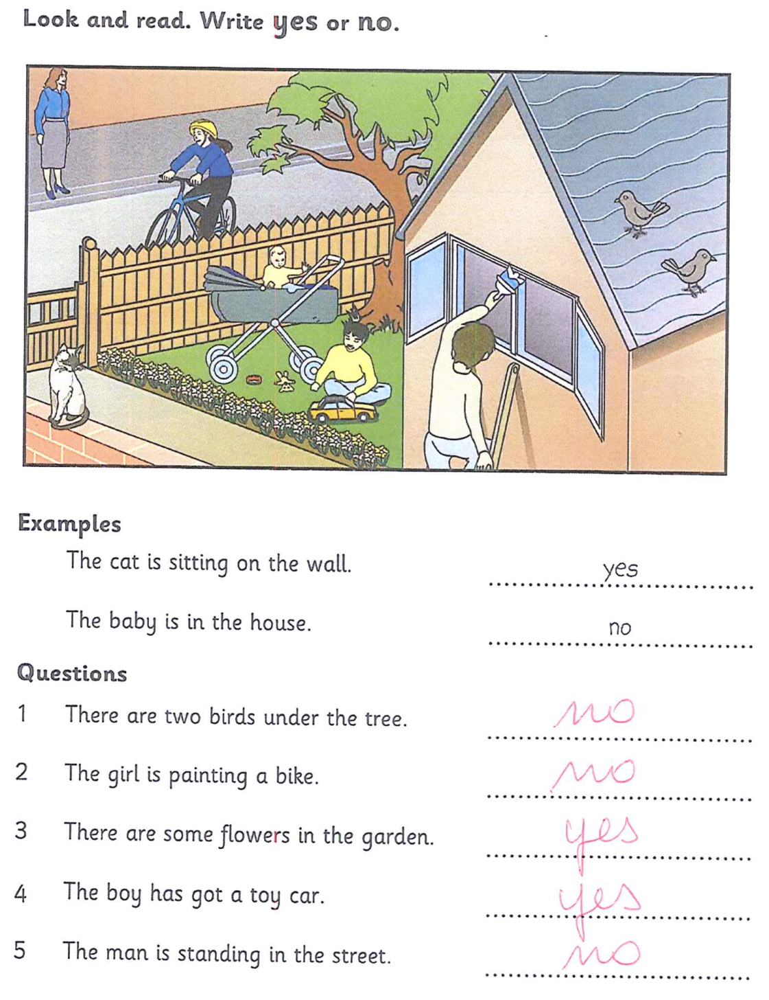 Look and read. Write yes or no.
Examples
The cat is sitting on the wall. yes
The baby is in the house. no
Questions
1 There are two birds under the tree. no
2 The girl is painting a bike. no
3 There are some flowers in the garden. yes
4 The boy has got a toy car. yes
5 The man is standing in the street. no